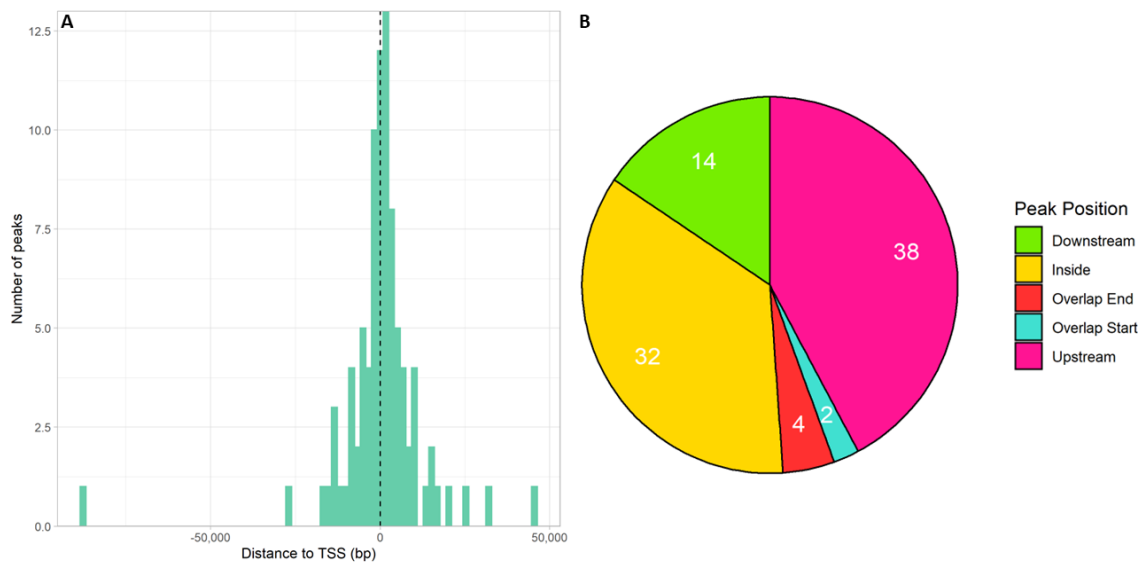 A
12.5
10.0
7.5
5.0
2.5
0.0
Number of peaks
-50,000
0
50,000
Distance to TSS (bp)
B
14
38
32
4
2
Peak Position
Downstream
Inside
Overlap End
Overlap Start
Upstream